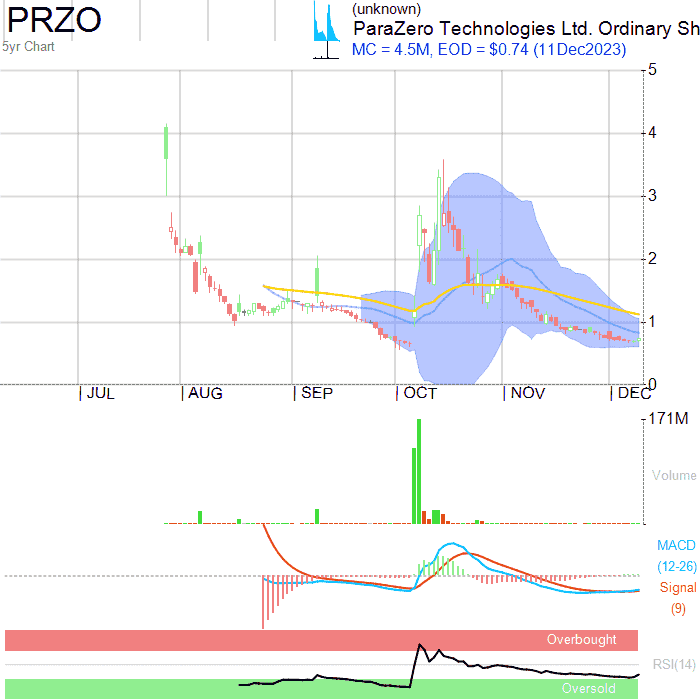 PRZO
(unknown)
ParaZero Technologies Ltd. Ordinary Sh
5yr Chart
MC = 4.5M, EOD = $0.74 (11Dec2023)
5
4
3
2
1
0
JUL
AUG
SEP
OCT
NOV
DEC
171M
Volume
MACD
(12-26)
Signal
(9)
Overbought
RSI(14)
Oversold